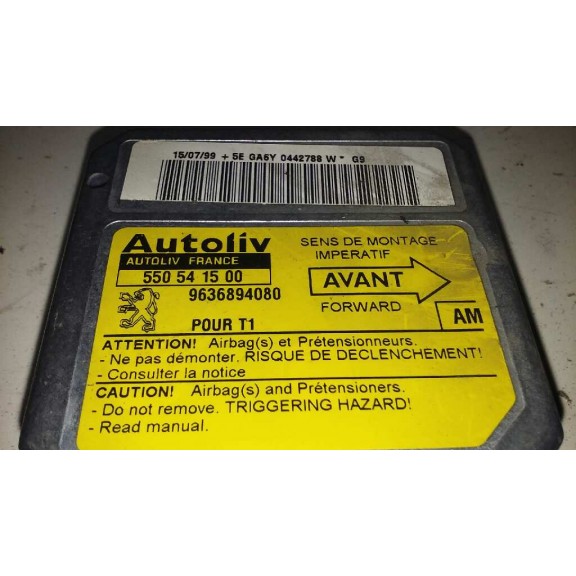 15/07/99 + 5E GA6Y 0442788 W * G9
Autoliv
AUTOLIV FRANCE
550 54 15 00
9636894080
POUR T1
SENS DE MONTAGE
IMPERATIF
AVANT
FORWARD
AM
ATTENTION! Airbag(s) et Prétensionneurs.
- Ne pas démonter. RISQUE DE DECLENCHEMENT!
- Consulter la notice
CAUTION! Airbag(s) and Prétensioners.
- Do not remove. TRIGGERING HAZARD!
- Read manual.